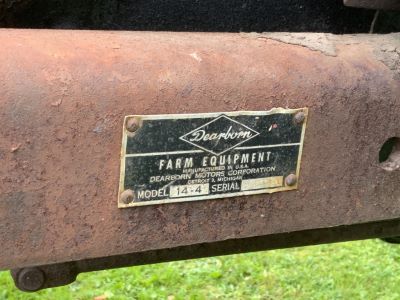 Dearborn
FARM EQUIPMENT
MANUFACTURED IN U.S.A.
DEARBORN MOTORS CORPORATION
DETROIT 3, MICHIGAN
MODEL 14-4 SERIAL